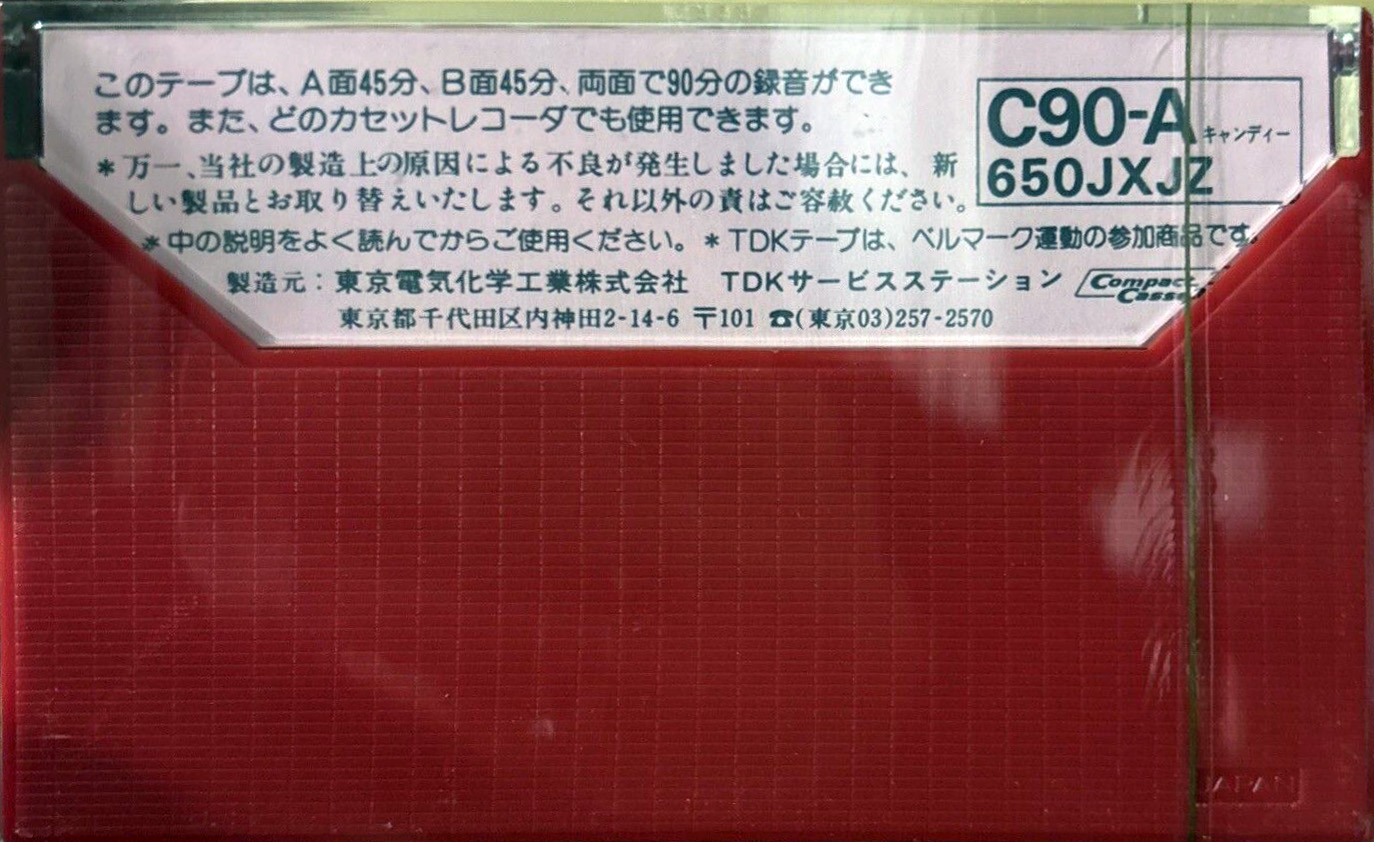 このテープは、A面45分、B面45分、両面で90分の録音ができ
ます。また、どのカセットレコーダでも使用できます。
C90-A キャンディー
650JXJZ
*万一、当社の製造上の原因による不良が発生しました場合には、新
しい製品とお取り替えいたします。それ以外の責はご容赦ください。
*中の説明をよく読んでからご使用ください。*TDKテープは、ベルマーク運動の参加商品です。
製造元:東京電気化学工業株式会社 TDKサービスステーション Compact
Cassette
東京都千代田区内神田2-14-6 〒101 ☎(東京03)257-2570
JAPAN